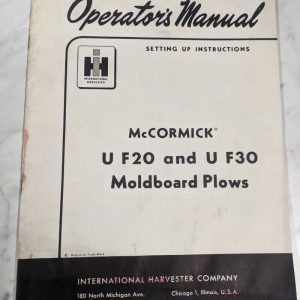 Operator's Manual
SETTING UP INSTRUCTIONS
IH
INTERNATIONAL
HARVESTER
McCORMICK®
U F20 and U F30
Moldboard Plows
® Registered Trade Mark
INTERNATIONAL HARVESTER COMPANY
180 North Michigan Ave. Chicago 1, Illinois, U.S.A.